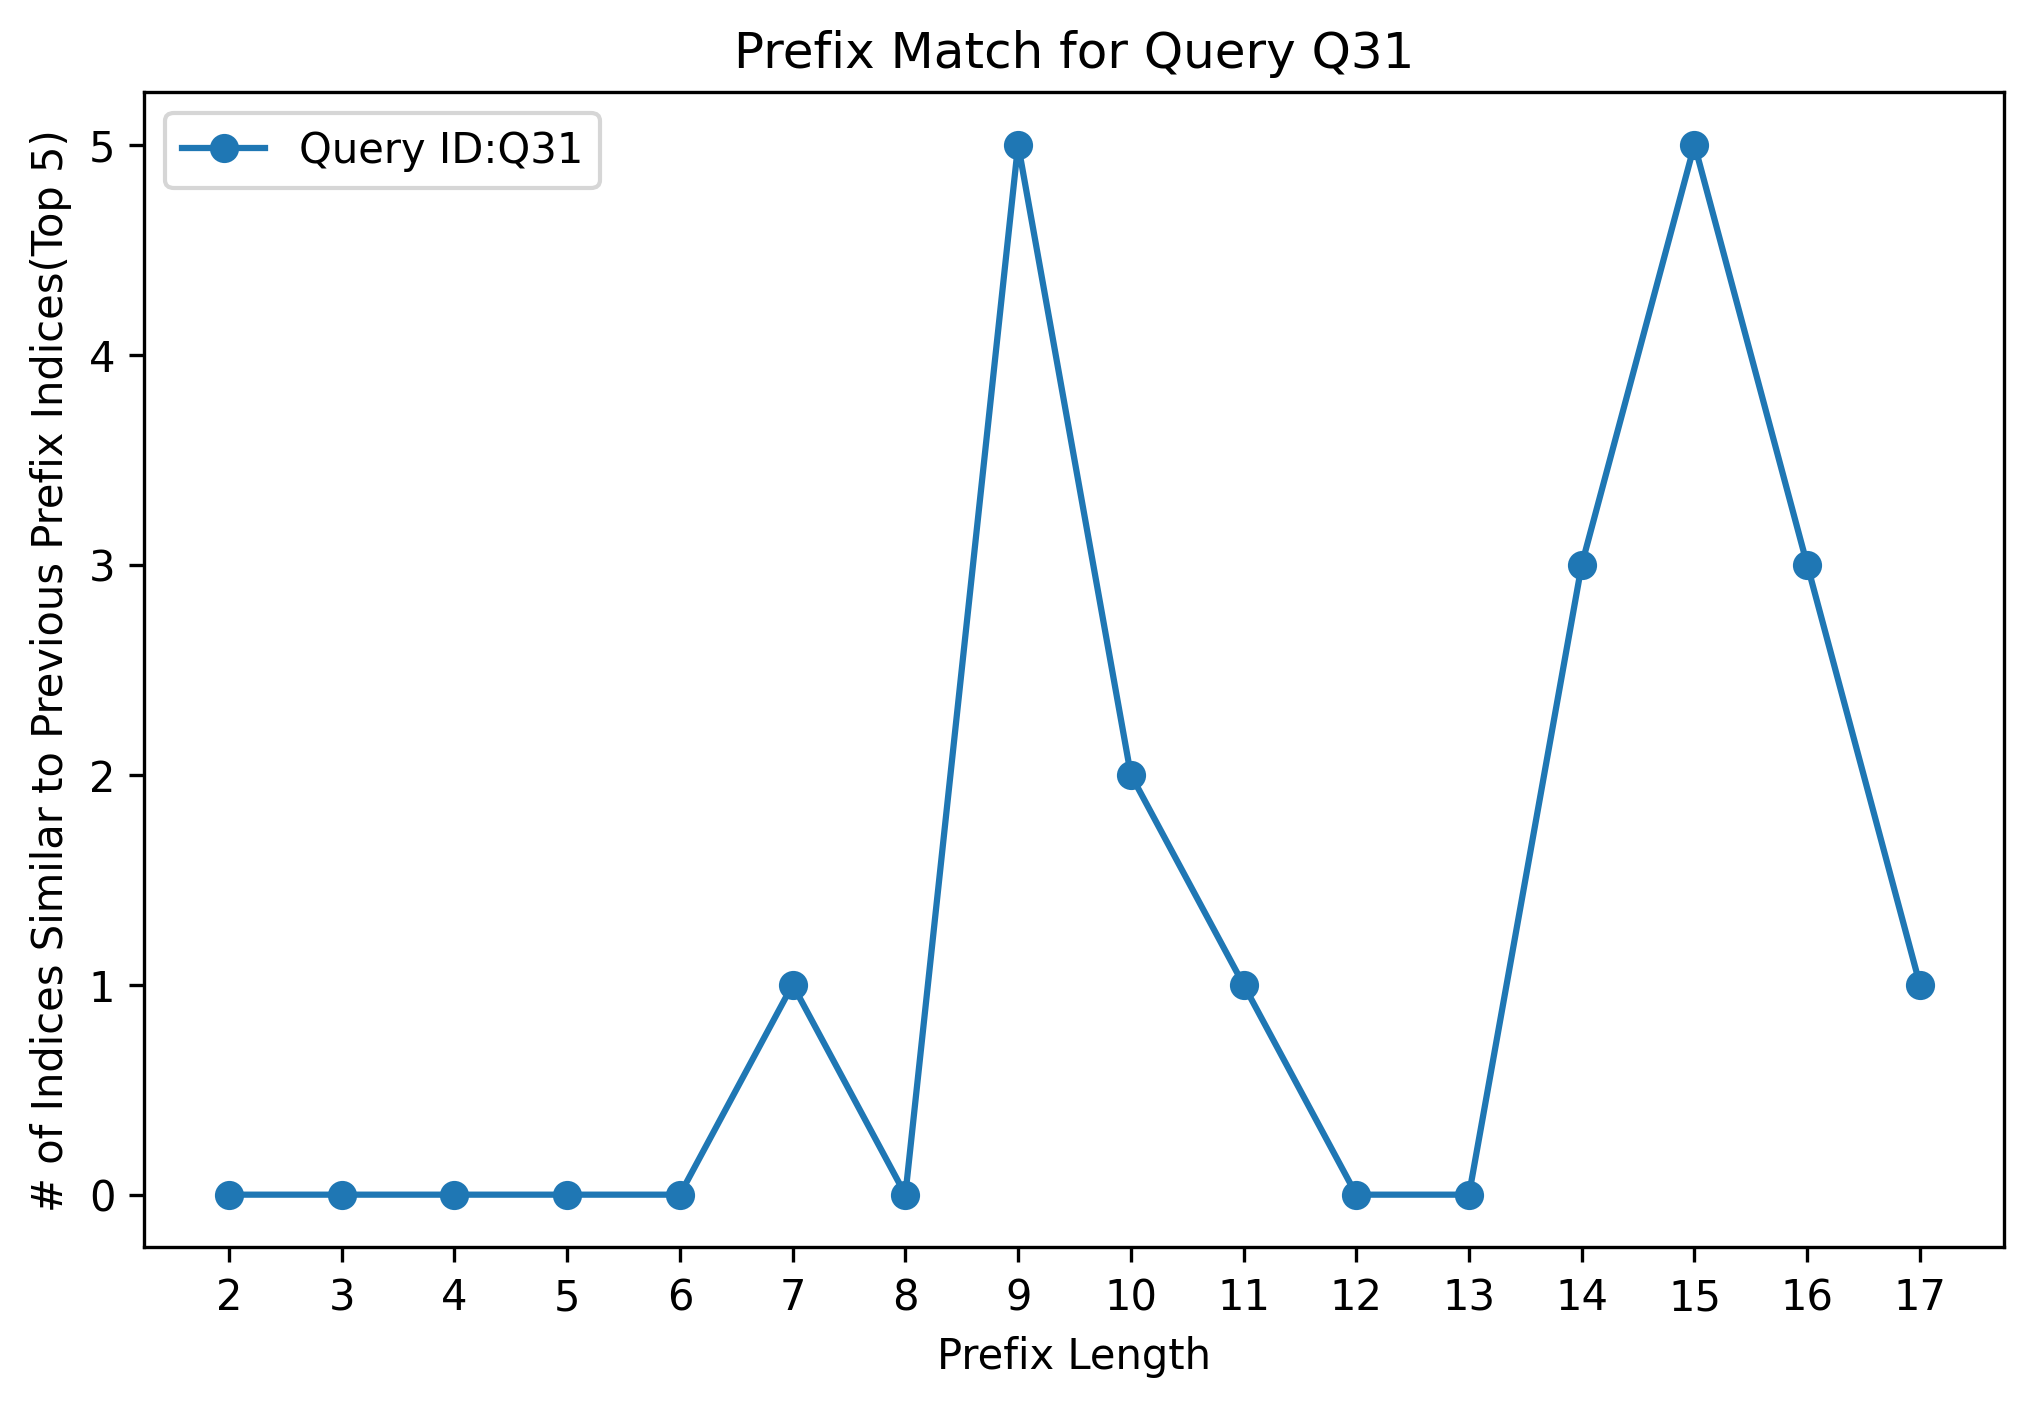 Prefix Match for Query Q31
Query ID:Q31
# of Indices Similar to Previous Prefix Indices(Top 5)
5
4
3
2
1
0
2 3 4 5 6 7 8 9 10 11 12 13 14 15 16 17
Prefix Length